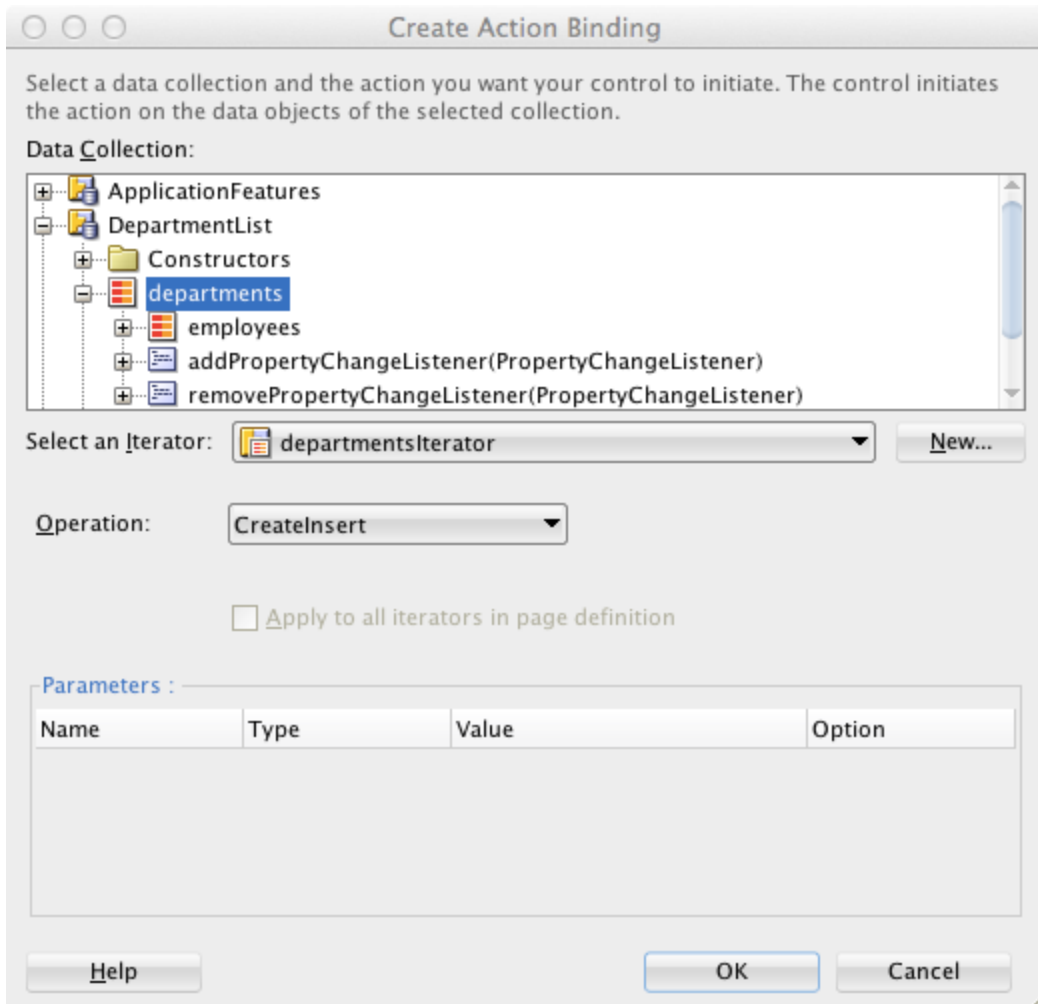 Create Action Binding
Select a data collection and the action you want your control to initiate. The control initiates
the action on the data objects of the selected collection.
Data Collection:
ApplicationFeatures
DepartmentList
Constructors
departments
employees
addPropertyChangeListener(PropertyChangeListener)
removePropertyChangeListener(PropertyChangeListener)
Select an Iterator: departmentsIterator New...
Operation: CreateInsert
Apply to all iterators in page definition
Parameters :
Name Type Value Option
Help OK Cancel